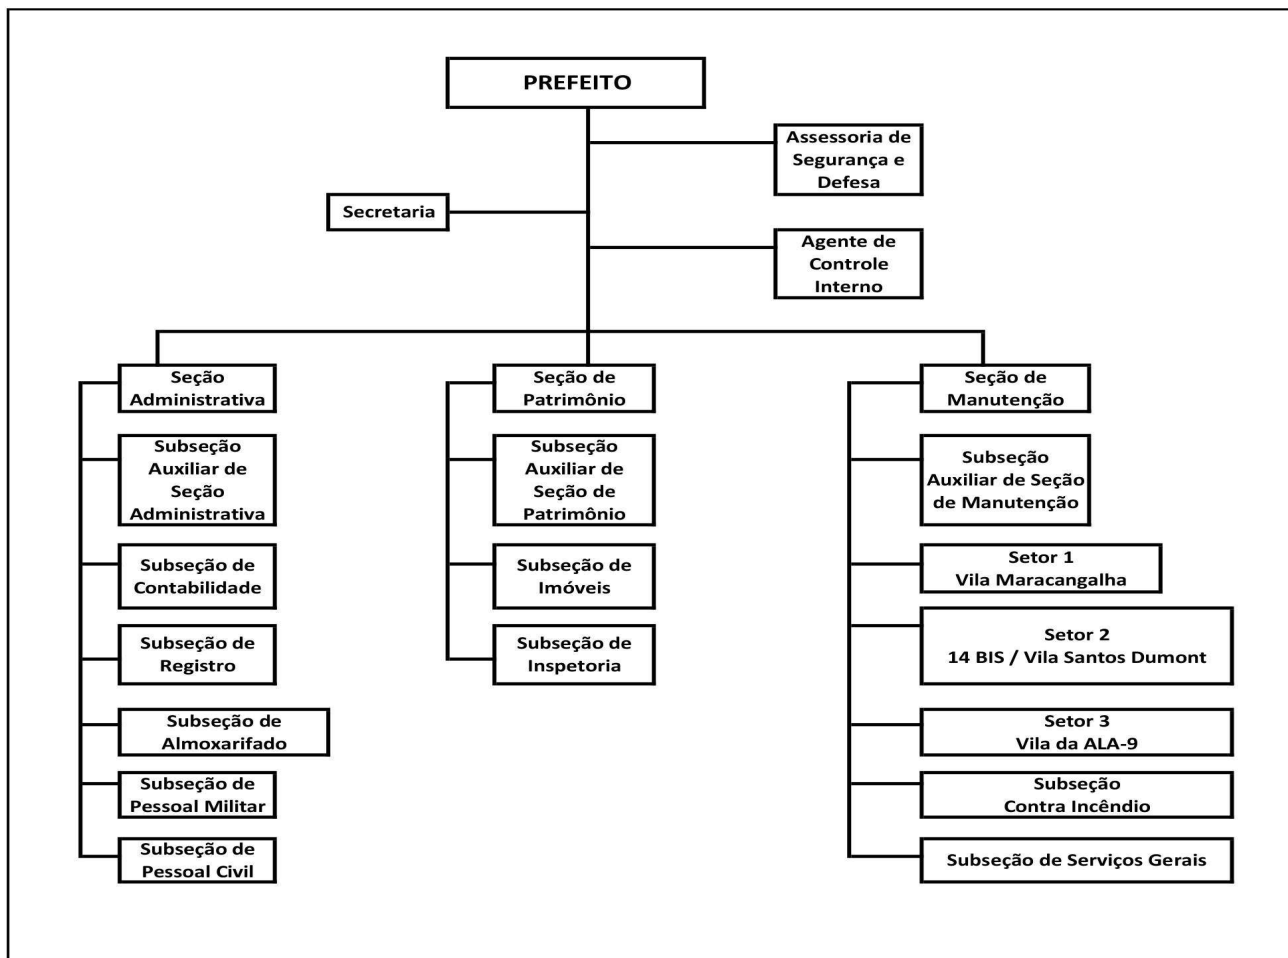 PREFEITO
Assessoria de
Segurança e
Defesa
Secretaria
Agente de
Controle
Interno
Seção
Administrativa
Subseção
Auxiliar de
Seção
Administrativa
Subseção de
Contabilidade
Subseção de
Registro
Subseção de
Almoxarifado
Subseção de
Pessoal Militar
Subseção de
Pessoal Civil
Seção de
Patrimônio
Subseção
Auxiliar de
Seção de
Patrimônio
Subseção de
Imóveis
Subseção de
Inspetoria
Seção de
Manutenção
Subseção
Auxiliar de Seção
de Manutenção
Setor 1
Vila Maracangalha
Setor 2
14 BIS / Vila Santos Dumont
Setor 3
Vila da ALA-9
Subseção
Contra Incêndio
Subseção de Serviços Gerais